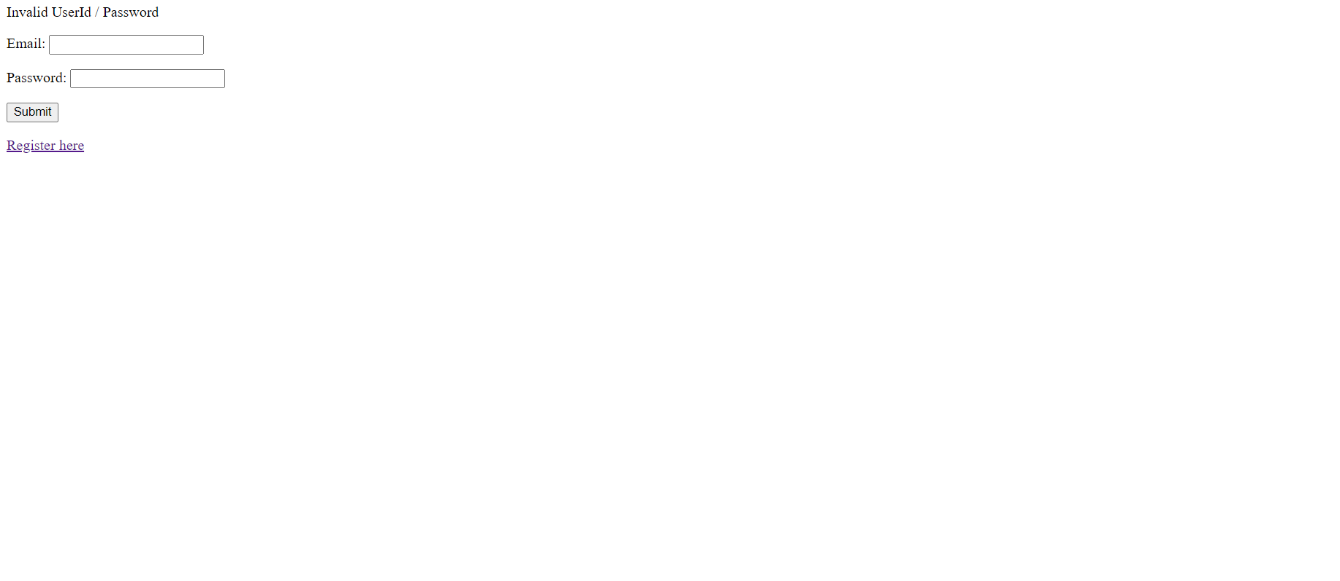 Invalid UserId / Password
Email:
Password:
Submit
Register here